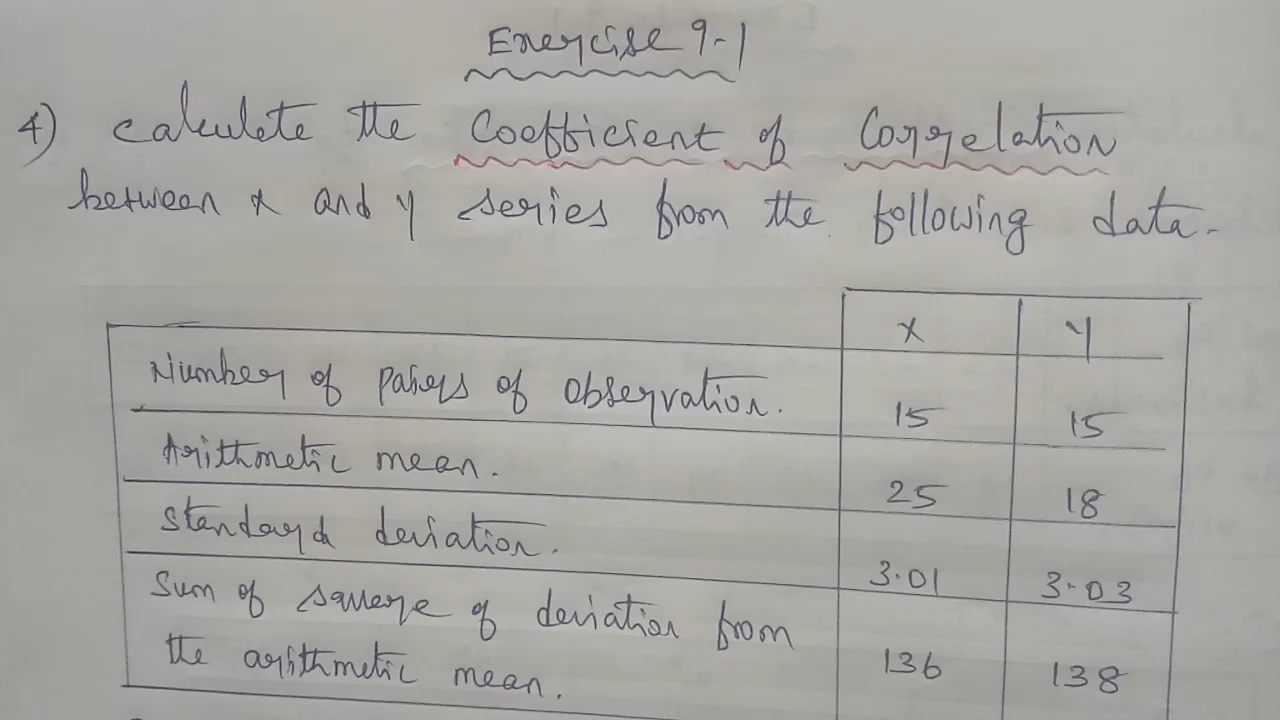 Exercise 9-1
4) Calculate the Coefficient of Correlation
between x and y series from the following data.
x y
Number of pairs of observation. 15 15
Arithmetic mean. 25 18
Standard deviation. 3.01 3.03
Sum of square of deviation from
the arithmetic mean. 136 138